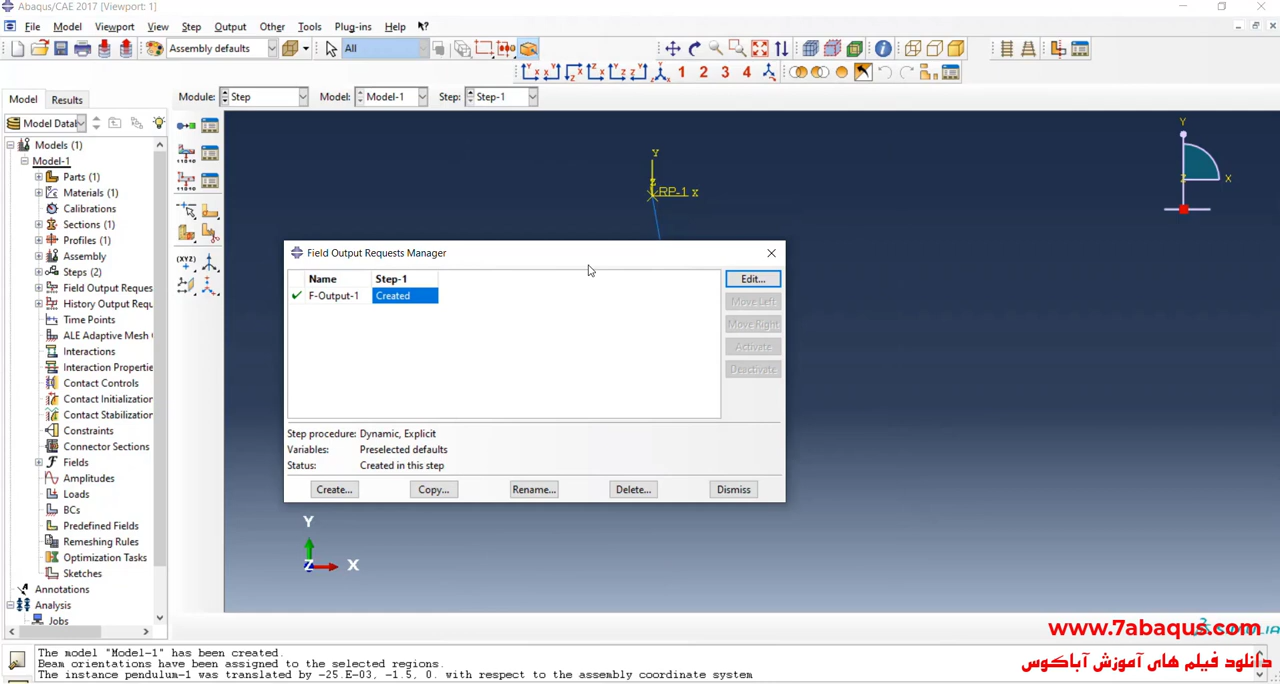 Abaqus/CAE 2017 [Viewport: 1]
File Model Viewport View Step Output Other Tools Plug-ins Help
Assembly defaults All
1 2 3 4
Model Results Module: Step Model: Model-1 Step: Step-1
Model Datal
Models (1)
Model-1
Parts (1)
Materials (1)
Calibrations
Sections (1)
Profiles (1)
Assembly
Steps (2)
Field Output Reques
History Output Requ
Time Points
ALE Adaptive Mesh
Interactions
Interaction Propertie
Contact Controls
Contact Initialization
Contact Stabilization
Constraints
Connector Sections
Fields
Amplitudes
Loads
BCs
Predefined Fields
Remeshing Rules
Optimization Tasks
Sketches
Annotations
Analysis
Jobs
Y
RP-1 X
Y
Z X
Field Output Requests Manager
Name Step-1
F-Output-1 Created
Edit...
Move Left
Move Right
Activate
Deactivate
Step procedure: Dynamic, Explicit
Variables: Preselected defaults
Status: Created in this step
Create... Copy... Rename... Delete... Dismiss
Y
Z X
www.7abaqus.com
دانلود فیلم های آموزش آباکوس
The model "Model-1" has been created.
Beam orientations have been assigned to the selected regions.
The instance pendulum-1 was translated by -25.E-03, -1.5, 0. with respect to the assembly coordinate system